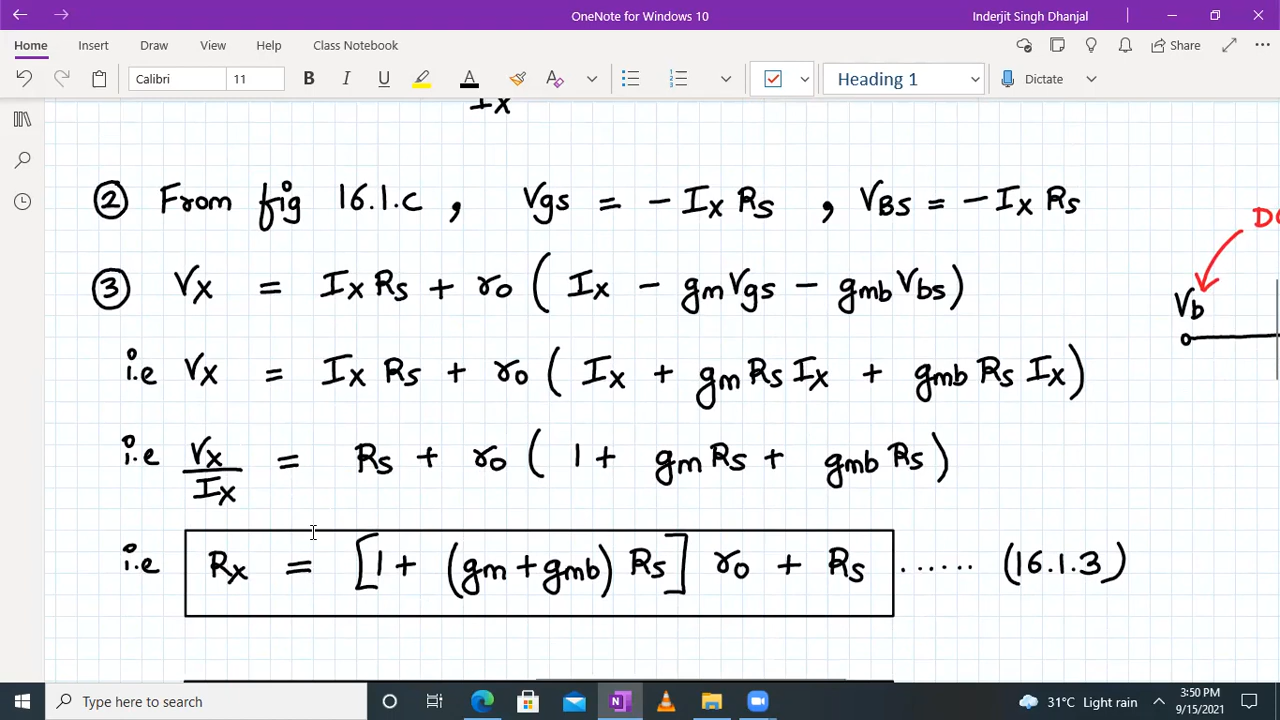 OneNote for Windows 10
Inderjit Singh Dhanjal
Home Insert Draw View Help Class Notebook Share
Calibri 11 B I U A Heading 1 Dictate
Ix
② From fig 16.1.c , Vgs = - Ix Rs , VBs = - Ix Rs
③ Vx = Ix Rs + ro ( Ix - gm Vgs - gmb Vbs )
i.e Vx = Ix Rs + ro ( Ix + gm Rs Ix + gmb Rs Ix )
i.e Vx/Ix = Rs + ro ( 1 + gm Rs + gmb Rs )
i.e Rx = [1 + (gm + gmb) Rs] ro + Rs ...... (16.1.3)
Vb
Type here to search
31°C Light rain
3:50 PM
9/15/2021